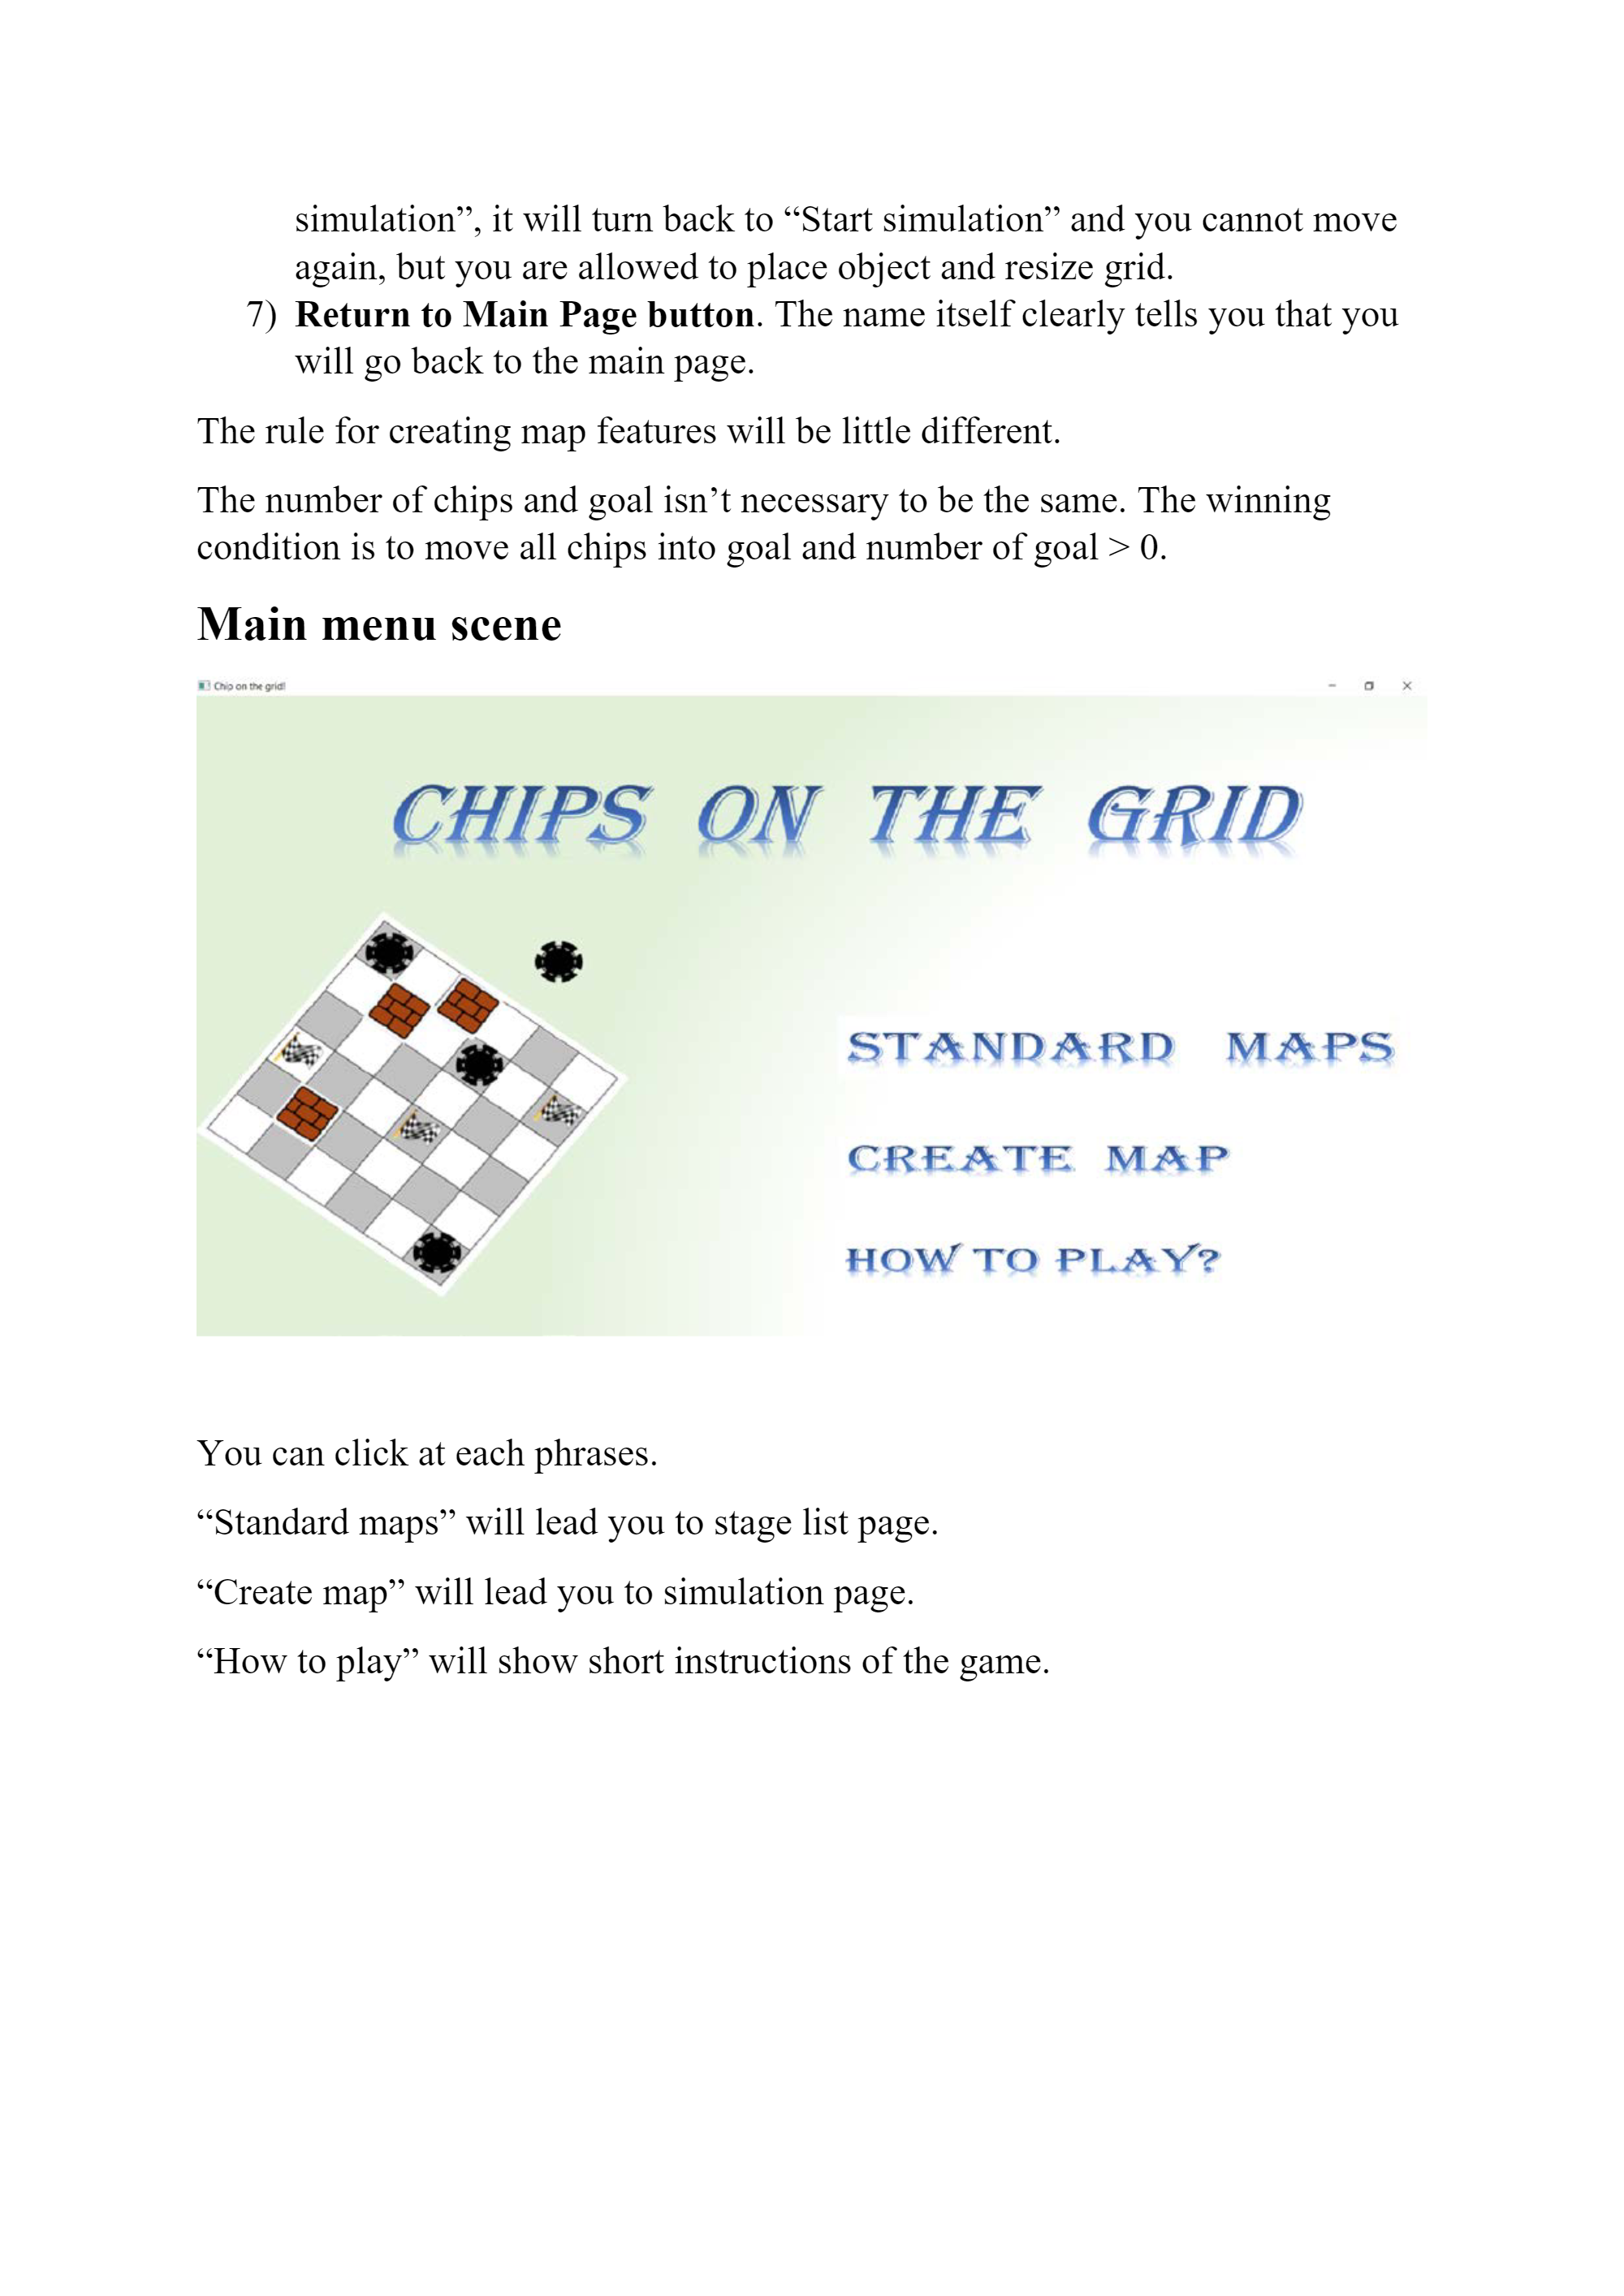 simulation”, it will turn back to “Start simulation” and you cannot move
again, but you are allowed to place object and resize grid.
7) Return to Main Page button. The name itself clearly tells you that you
will go back to the main page.
The rule for creating map features will be little different.
The number of chips and goal isn’t necessary to be the same. The winning
condition is to move all chips into goal and number of goal > 0.
Main menu scene
Chip on the grid!
CHIPS ON THE GRID
STANDARD MAPS
CREATE MAP
HOW TO PLAY?
You can click at each phrases.
“Standard maps” will lead you to stage list page.
“Create map” will lead you to simulation page.
“How to play” will show short instructions of the game.